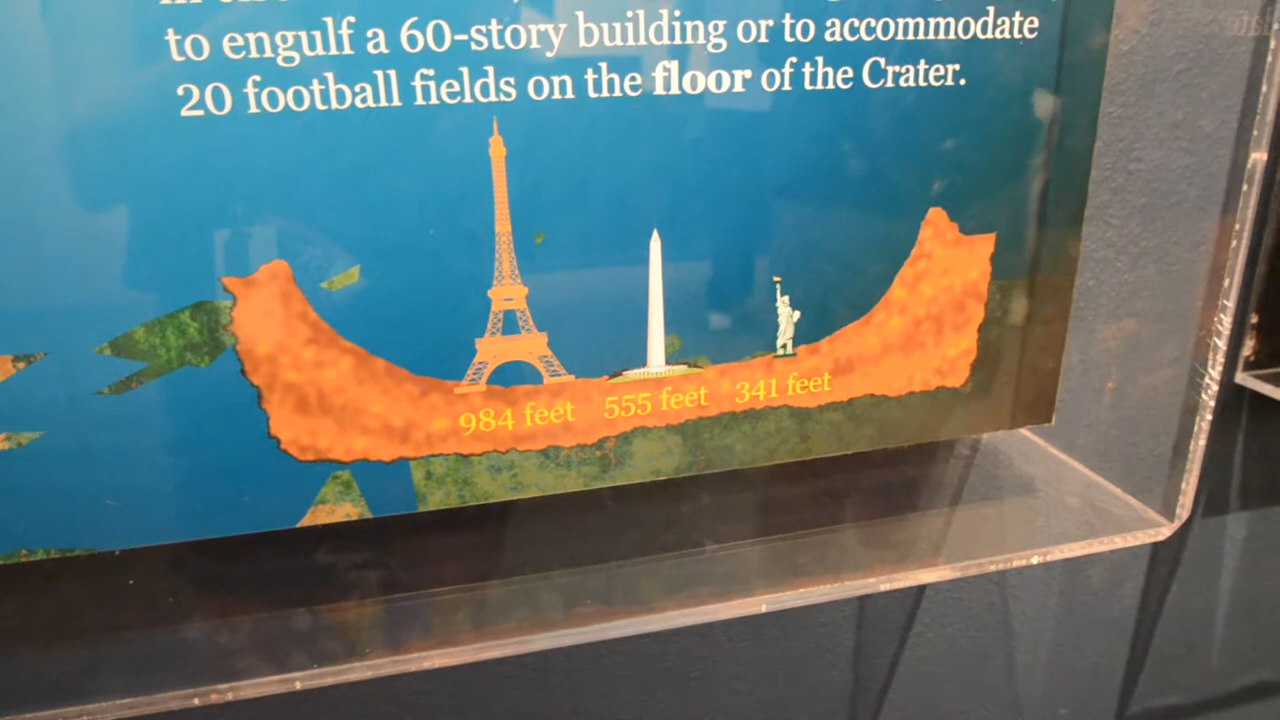 to engulf a 60-story building or to accommodate
20 football fields on the floor of the Crater.
984 feet 555 feet 341 feet